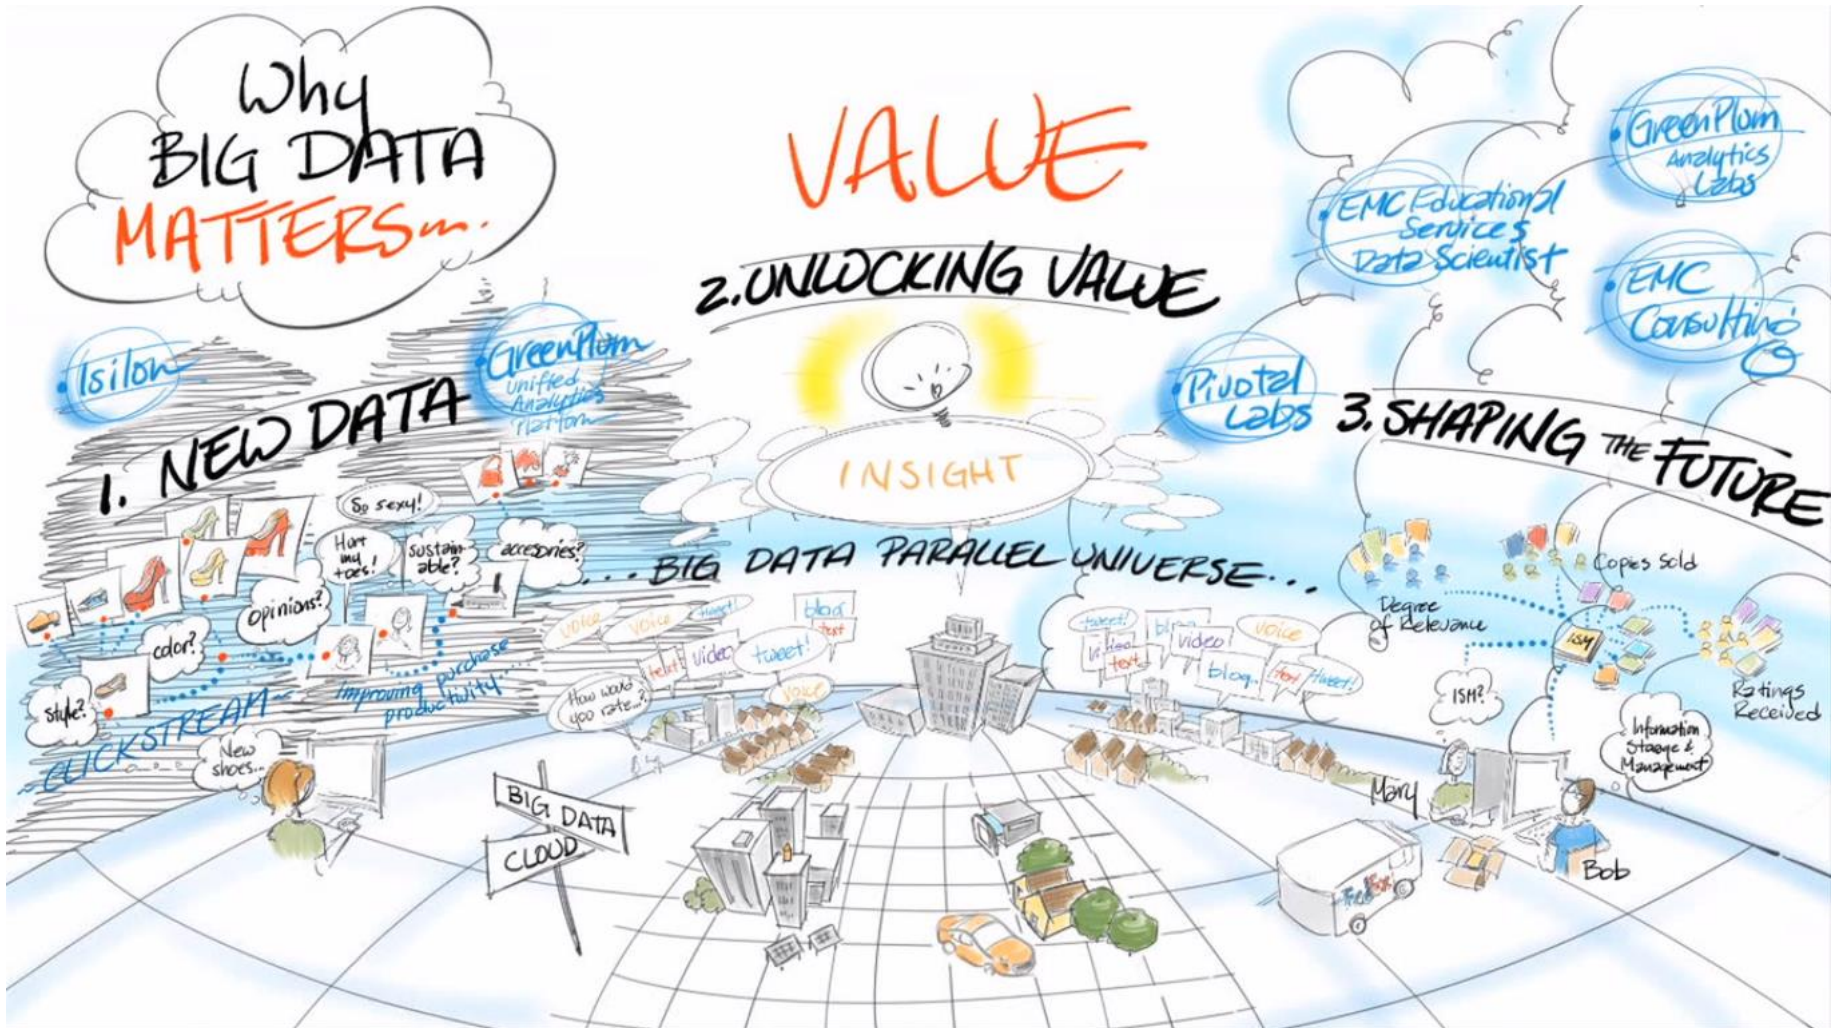 Why
BIG DATA
MATTERS....
VALUE
2. UNLOCKING VALUE
• GreenPlum
Analytics
Labs
• EMC Educational
Services
Data Scientist
• EMC
Consulting
• Isilon
• GreenPlum
Unified
Analytics
Platform
• Pivotal
Labs
1. NEW DATA
3. SHAPING THE FUTURE
INSIGHT
... BIG DATA PARALLEL UNIVERSE...
So sexy!
Hurt
my
toes!
sustain
able?
accesories?
opinions?
color?
style?
CLICKSTREAM
Improving purchase
productivity
New
shoes...
voice
voice
tweet!
blog
text
text
video
tweet!
voice
How would
you rate...?
tweet!
video
voice
text
blog
text
tweet!
BIG DATA
CLOUD
Copies Sold
Degree
of Relevance
ISM
Ratings
Received
ISM?
Information
Storage &
Management
Mary
Bob